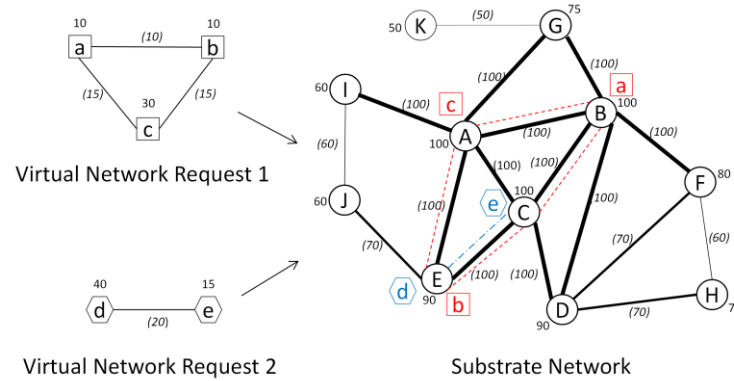 10
10
a
(10)
b
(15)
(15)
30
c
Virtual Network Request 1
40
15
d
(20)
e
Virtual Network Request 2
50
K
(50)
G
75
(100)
(100)
60
I
(100)
c
a
B
100
A
100
(100)
(60)
(100)
(100)
(100)
60
J
(100)
e
100
C
(100)
F
80
(70)
(70)
(60)
d
E
90
b
(100)
(100)
D
90
(70)
H
7
Substrate Network